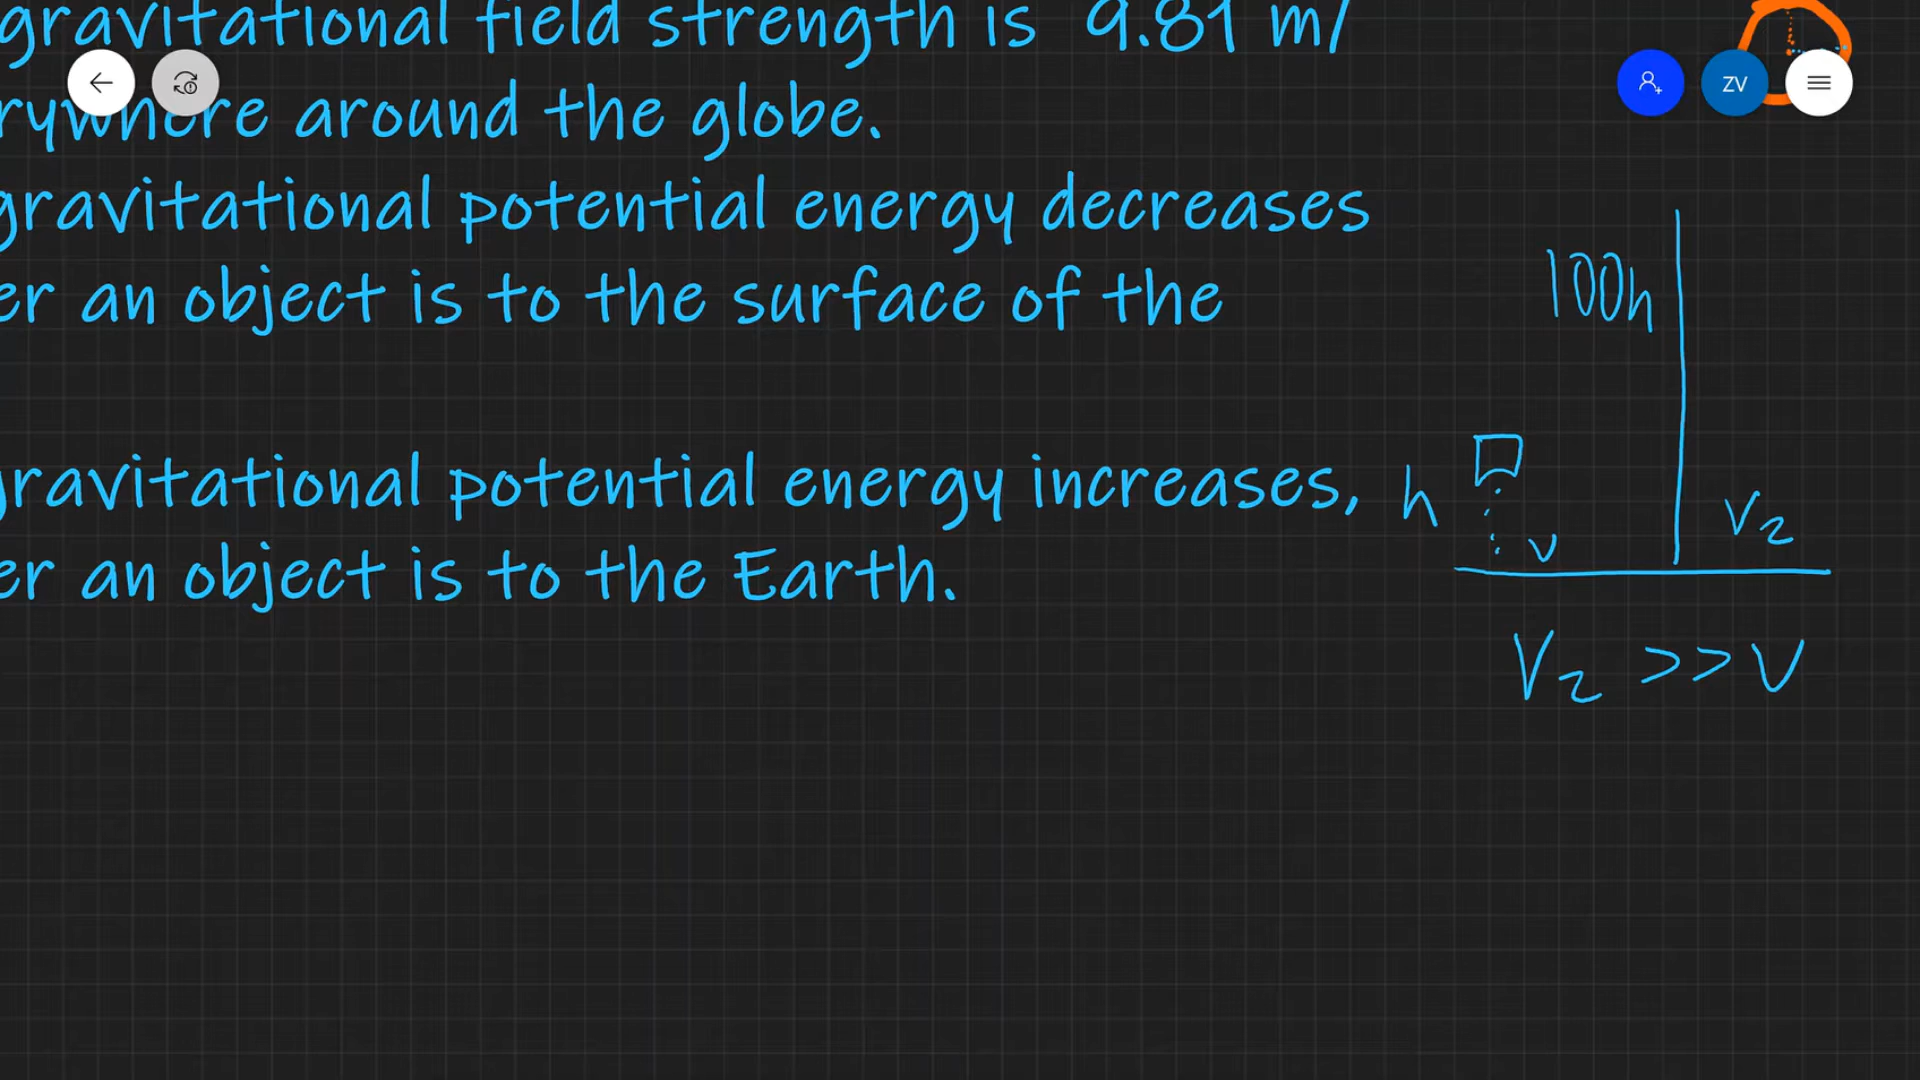 gravitational field strength is 9.81 m/
rywhere around the globe.
ZV
gravitational potential energy decreases
er an object is to the surface of the
100h
gravitational potential energy increases,
h
v
V2
er an object is to the Earth.
V2 >> V